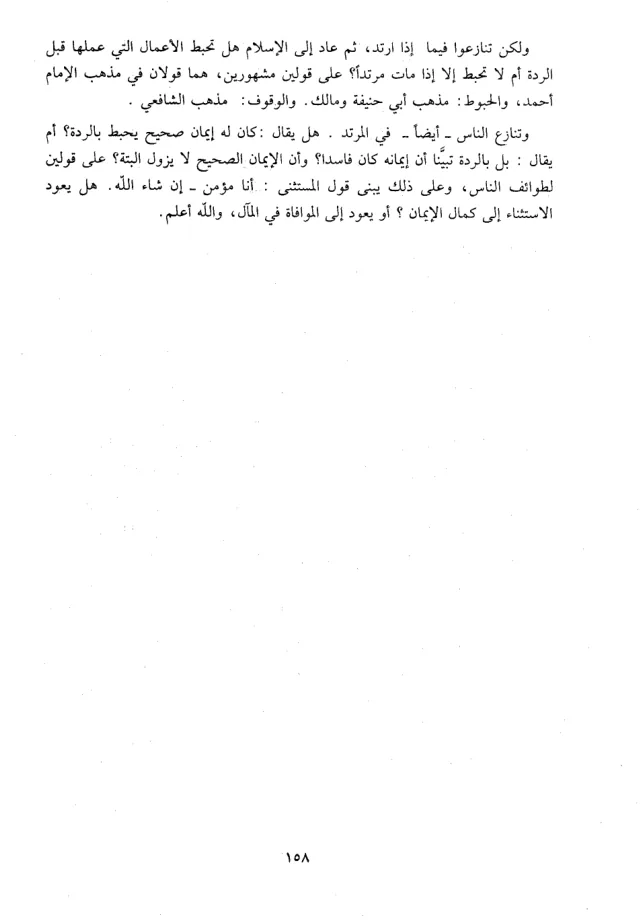 ولكن تنازعوا فيما إذا ارتد، ثم عاد إلى الإسلام هل تحبط الأعمال التي عملها قبل
الردة أم لا تحبط إلا إذا مات مرتداً؟ على قولين مشهورين، هما قولان في مذهب الإمام
أحمد، والحبوط: مذهب أبي حنيفة ومالك. والوقوف: مذهب الشافعي .
وتنازع الناس ـ أيضاً ـ في المرتد . هل يقال :كان له إيمان صحيح يحبط بالردة؟ أم
يقال : بل بالردة تبيَّنا أن إيمانه كان فاسدا؟ وأن الإيمان الصحيح لا يزول البتة؟ على قولين
لطوائف الناس، وعلى ذلك يبنى قول المستثنى : أنا مؤمن ـ إن شاء الله. هل يعود
الاستثناء إلى كمال الإيمان ؟ أو يعود إلى الموافاة في المآل، والله أعلم.
١٥٨